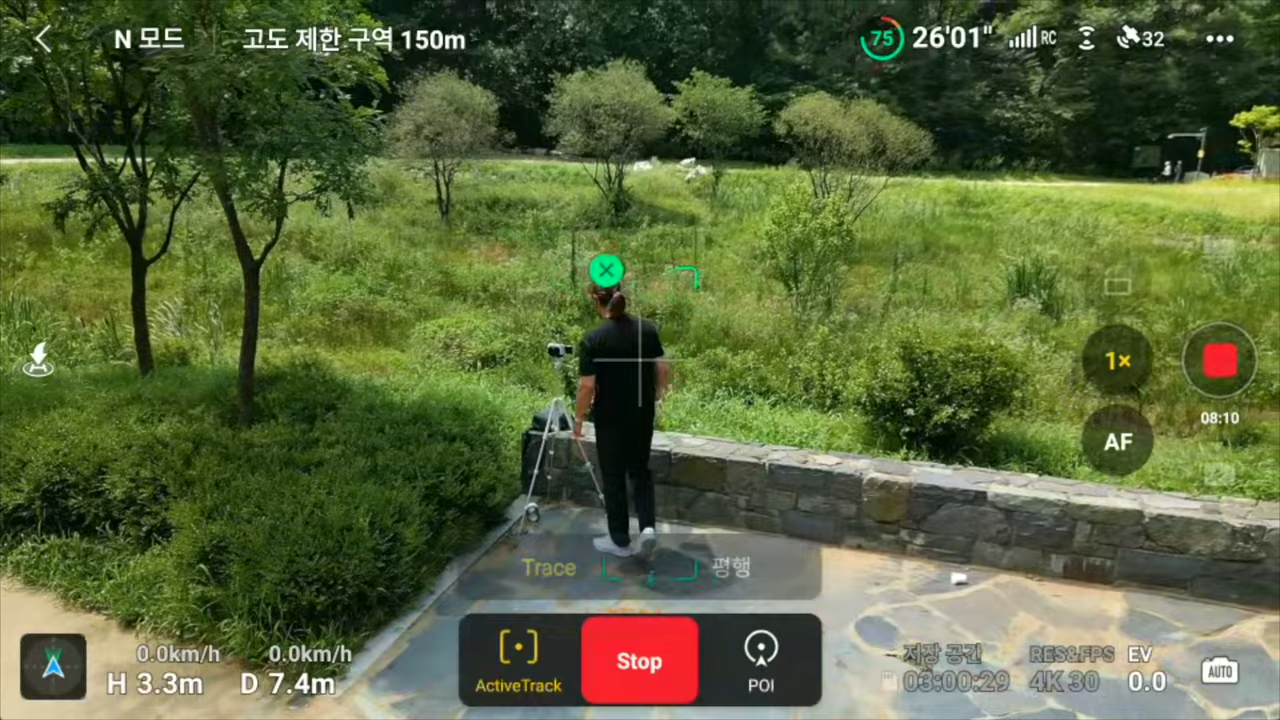 N 모드
고도 제한 구역 150m
75
26'01"
RC
32
1×
AF
08:10
Trace
평행
ActiveTrack
Stop
POI
0.0km/h
0.0km/h
H 3.3m
D 7.4m
저장 공간
03:00:29
RES&FPS
4K 30
EV
0.0
AUTO